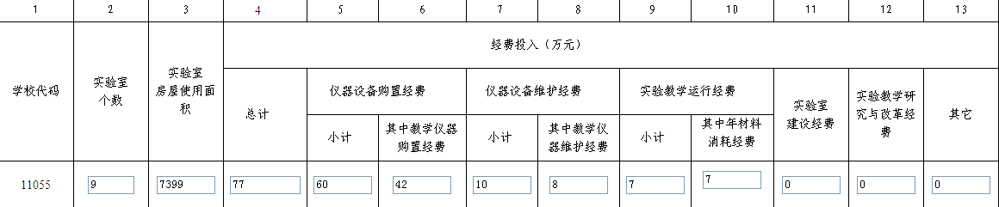 1 2 3 4 5 6 7 8 9 10 11 12 13
经费投入（万元）
学校代码
实验室
个数
实验室
房屋使用面
积
总计
仪器设备购置经费
小计
其中教学仪器
购置经费
仪器设备维护经费
小计
其中教学仪
器维护经费
实验教学运行经费
小计
其中年材料
消耗经费
实验室
建设经费
实验教学研
究与改革经
费
其它
11055 9 7399 77 60 42 10 8 7 7 0 0 0